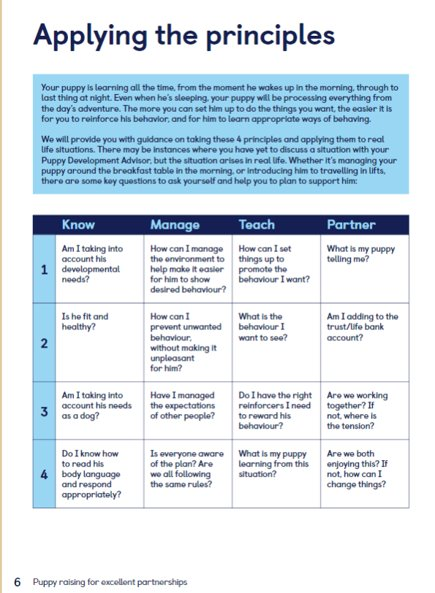 Applying the principles
Your puppy is learning all the time, from the moment he wakes up in the morning, through to
last thing at night. Even when he's sleeping, your puppy will be processing everything from
the day's adventure. The more you can set him up to do the things you want, the easier it is
for you to reinforce his behavior, and for him to learn appropriate ways of behaving.
We will provide you with guidance on taking these 4 principles and applying them to real
life situations. There may be instances where you have yet to discuss a situation with your
Puppy Development Advisor, but the situation arises in real life. Whether it's managing your
puppy around the breakfast table in the morning, or introducing him to travelling in lifts,
there are some key questions to ask yourself and help you to plan to support him:
Know Manage Teach Partner
1
Am I taking into
account his
developmental
needs?
How can I manage
the environment to
help make it easier
for him to show
desired behaviour?
How can I set
things up to
promote the
behaviour I want?
What is my puppy
telling me?
2
Is he fit and
healthy?
How can I
prevent unwanted
behaviour,
without making it
unpleasant
for him?
What is the
behaviour I
want to see?
Am I adding to the
trust/life bank
account?
3
Am I taking into
account his needs
as a dog?
Have I managed
the expectations
of other people?
Do I have the right
reinforcers I need
to reward his
behaviour?
Are we working
together? If
not, where is
the tension?
4
Do I know how
to read his
body language
and respond
appropriately?
Is everyone aware
of the plan? Are
we all following
the same rules?
What is my puppy
learning from this
situation?
Are we both
enjoying this? If
not, how can I
change things?
6 Puppy raising for excellent partnerships